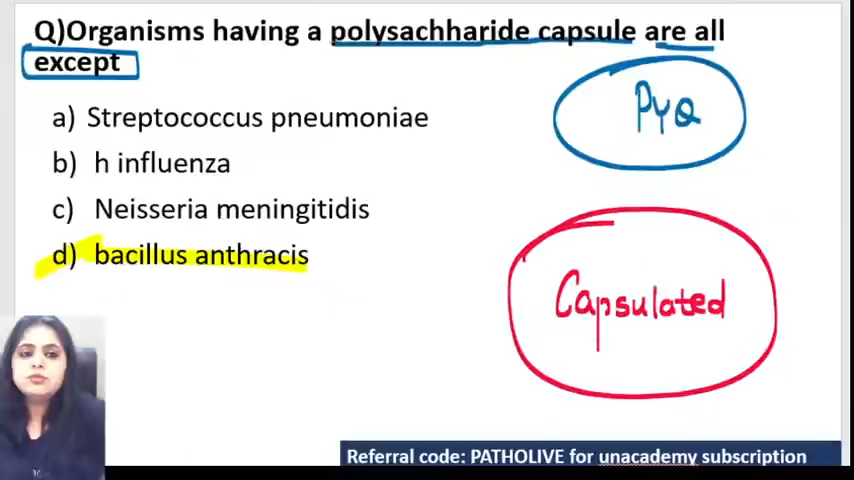 Q)Organisms having a polysachharide capsule are all
except
a) Streptococcus pneumoniae
b) h influenza
c) Neisseria meningitidis
d) bacillus anthracis
PYQ
Capsulated
Referral code: PATHOLIVE for unacademy subscription